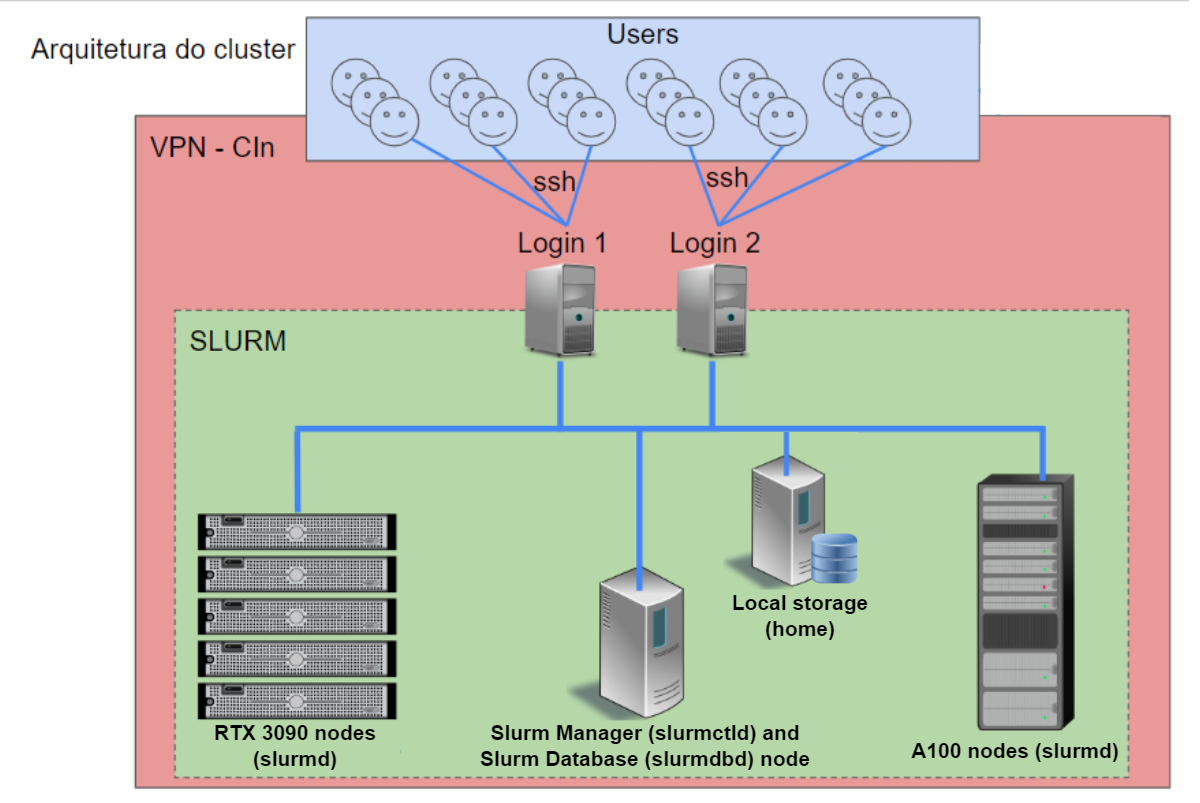 Arquitetura do cluster
Users
VPN - CIn
ssh
ssh
Login 1
Login 2
SLURM
Local storage
(home)
RTX 3090 nodes
(slurmd)
Slurm Manager (slurmctld) and
Slurm Database (slurmdbd) node
A100 nodes (slurmd)